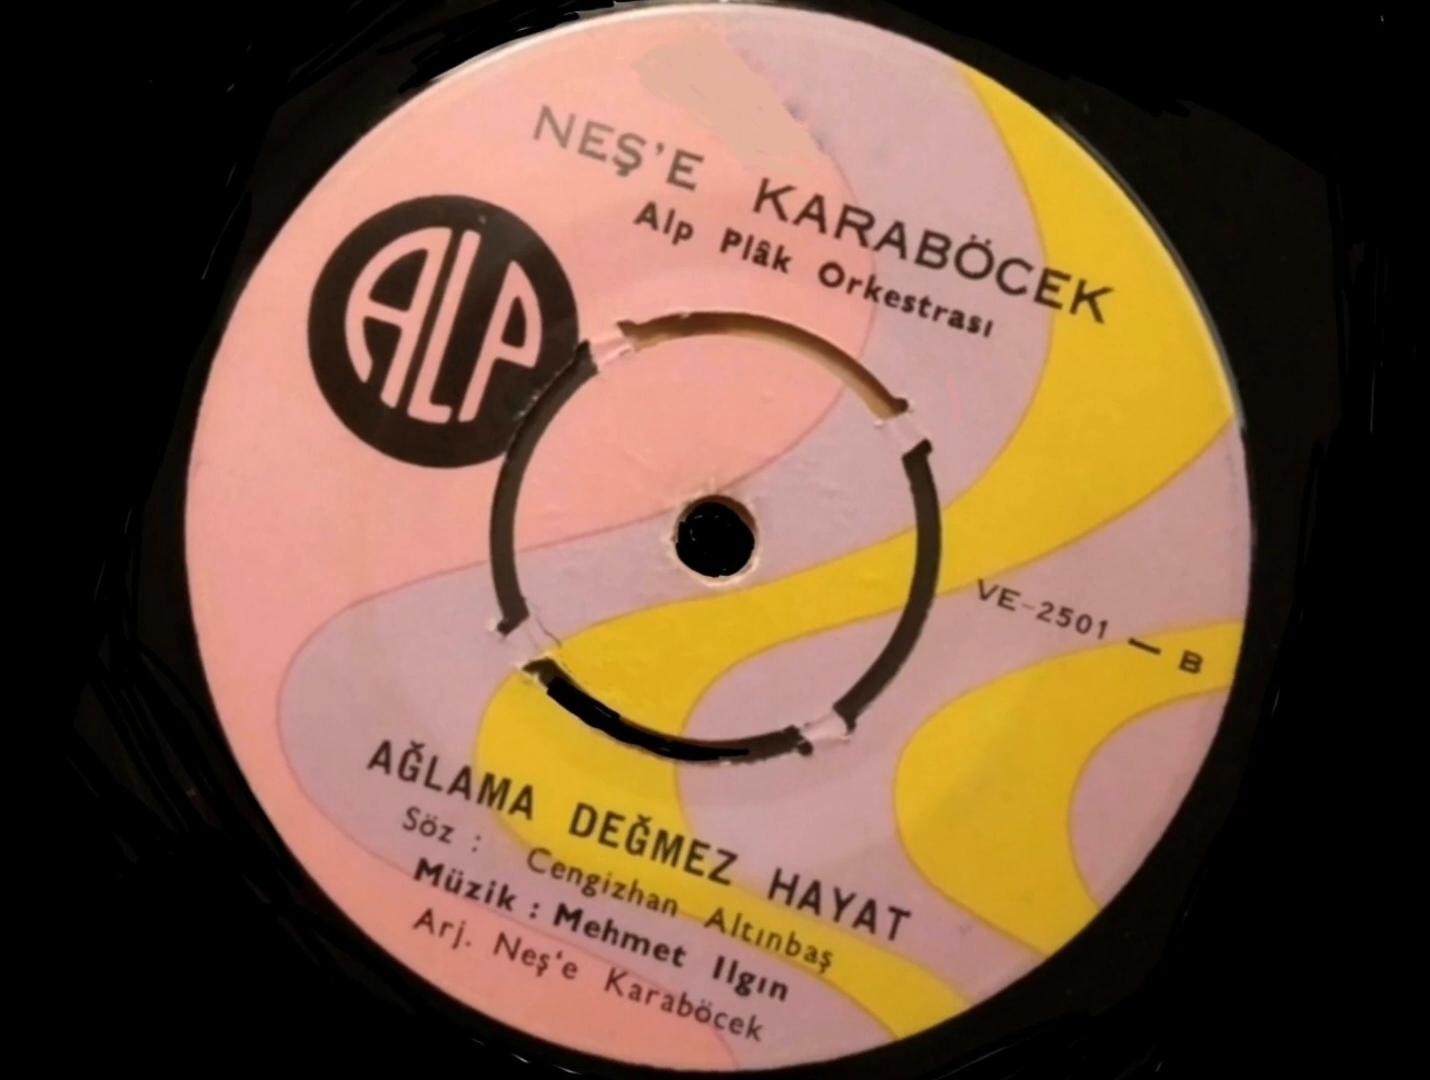 NEŞ'E KARABÖCEK
Alp Plâk Orkestrası
ALP
VE-2501 — B
AĞLAMA DEĞMEZ HAYAT
Söz : Cengizhan Altınbaş
Müzik : Mehmet Ilgın
Arj. Neş'e Karaböcek